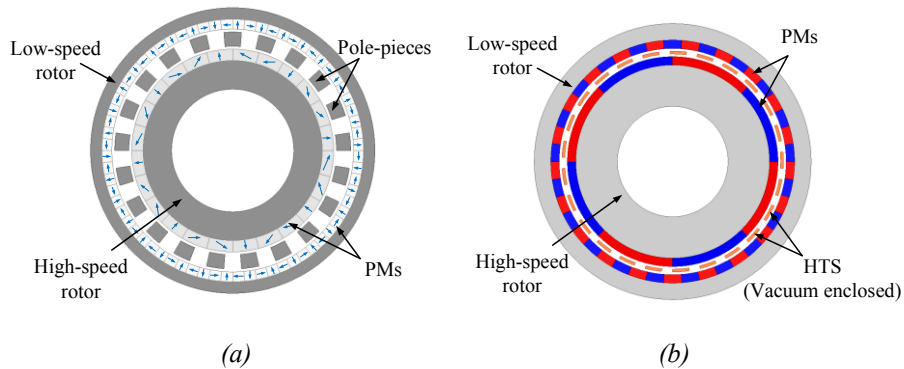 Low-speed
rotor
Pole-pieces
High-speed
rotor
PMs
(a)
Low-speed
rotor
PMs
High-speed
rotor
HTS
(Vacuum enclosed)
(b)